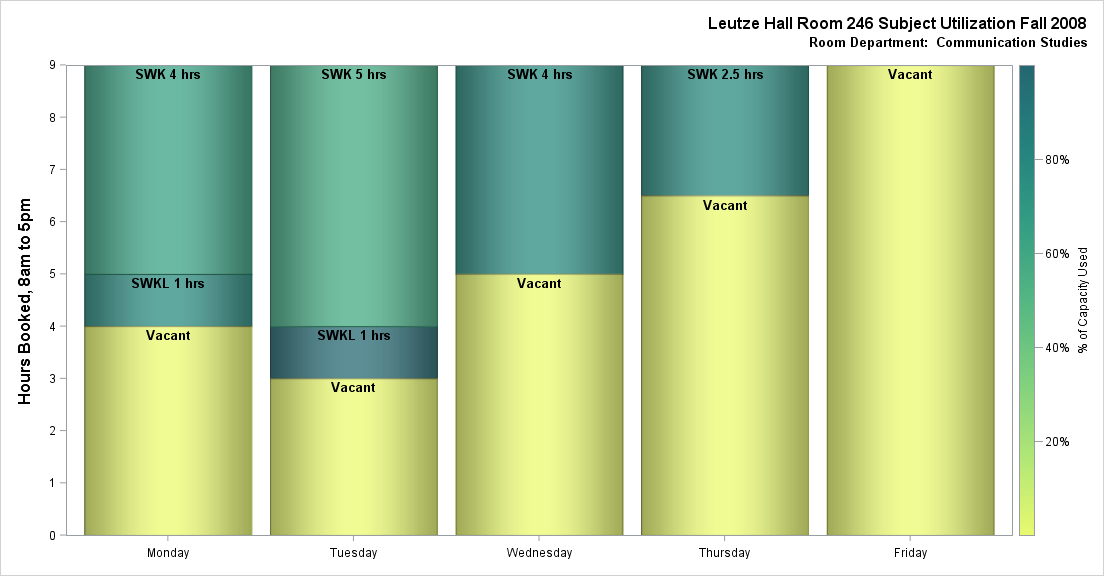 Leutze Hall Room 246 Subject Utilization Fall 2008
Room Department:  Communication Studies
Hours Booked, 8am to 5pm
9
8
7
6
5
4
3
2
1
0
SWK 4 hrs
SWKL 1 hrs
Vacant
SWK 5 hrs
SWKL 1 hrs
Vacant
SWK 4 hrs
Vacant
SWK 2.5 hrs
Vacant
Vacant
Monday
Tuesday
Wednesday
Thursday
Friday
80%
60%
40%
20%
% of Capacity Used